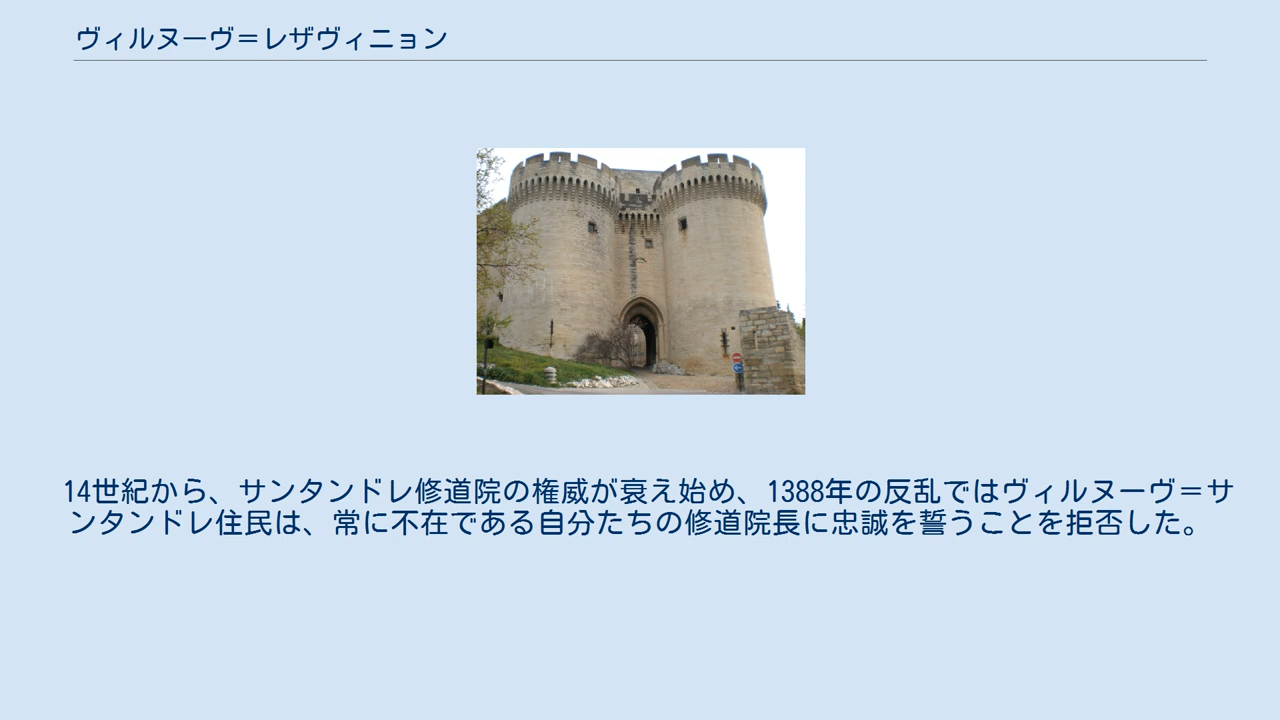 ヴィルヌーヴ＝レザヴィニョン
14世紀から、サンタンドレ修道院の権威が衰え始め、1388年の反乱ではヴィルヌーヴ＝サ
ンタンドレ住民は、常に不在である自分たちの修道院長に忠誠を誓うことを拒否した。